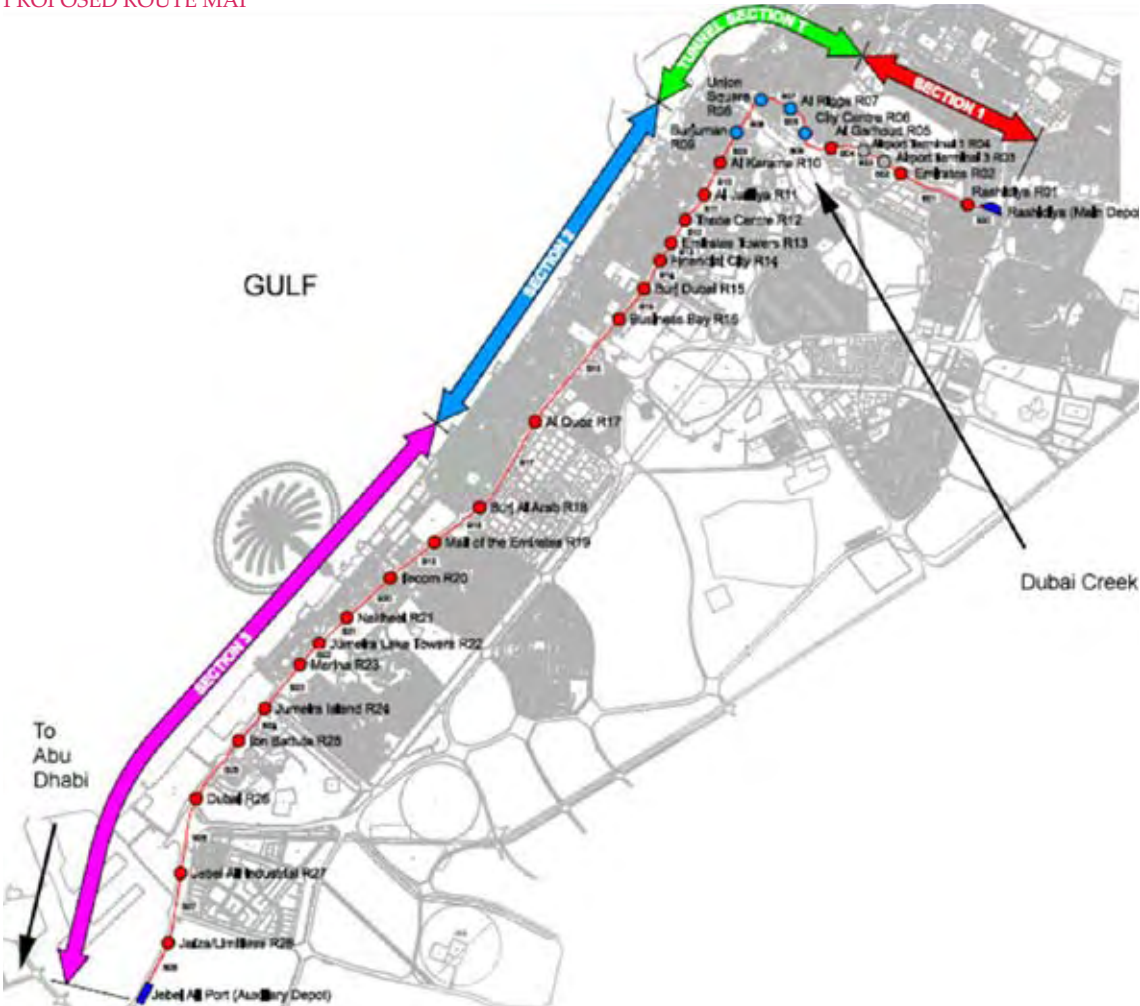 PROPOSED ROUTE MAP
TUNNEL SECTION T
SECTION 1
Union
Square
R08
Al Rigga R07
City Centre R06
Al Garhoud R05
Airport Terminal 1 R04
Airport Terminal 3 R03
Burjuman
R09
Emirates R02
Al Karama R10
Rashidiya R01
Al Jafiliya R11
Rashidiya (Main Depot)
Trade Centre R12
SECTION 2
Emirates Towers R13
Financial City R14
GULF
Burj Dubai R15
Business Bay R16
Al Quoz R17
Burj Al Arab R18
Mall of the Emirates R19
Tecom R20
Dubai Creek
Nakheel R21
Jumeira Lake Towers R22
SECTION 3
Marina R23
Jumeira Island R24
To
Abu
Dhabi
Ibn Battuta R25
Dubal R26
Jebel Ali Industrial R27
Jafza/Limitless R28
Jebel Ali Port (Auxiliary Depot)